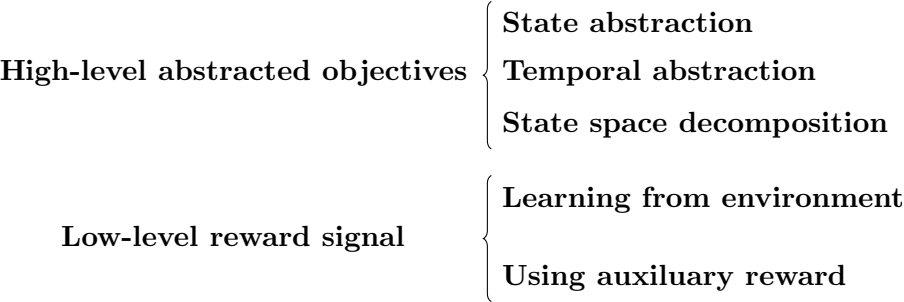 High-level abstracted objectives
State abstraction
Temporal abstraction
State space decomposition
Low-level reward signal
Learning from environment
Using auxiluary reward